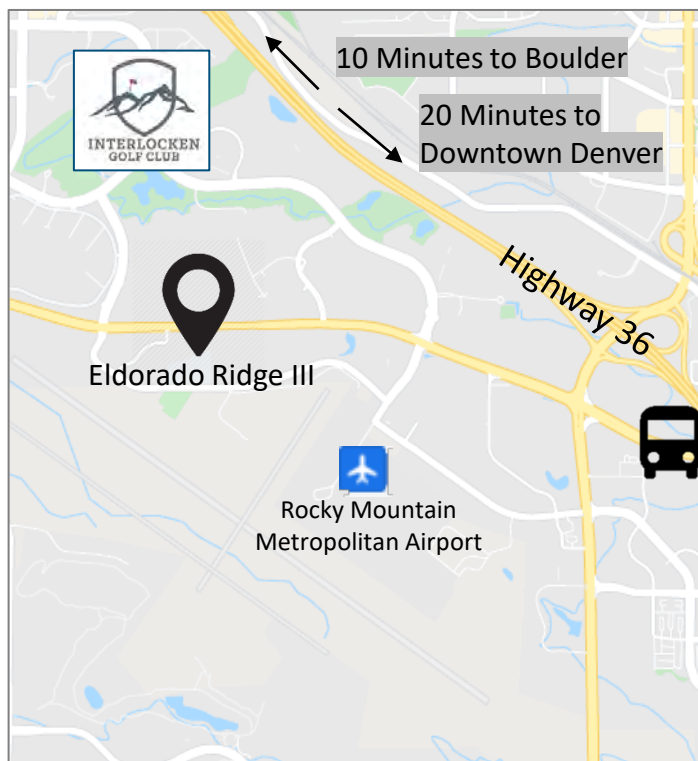 10 Minutes to Boulder
20 Minutes to
Downtown Denver
INTERLOCKEN
GOLF CLUB
Highway 36
Eldorado Ridge III
Rocky Mountain
Metropolitan Airport